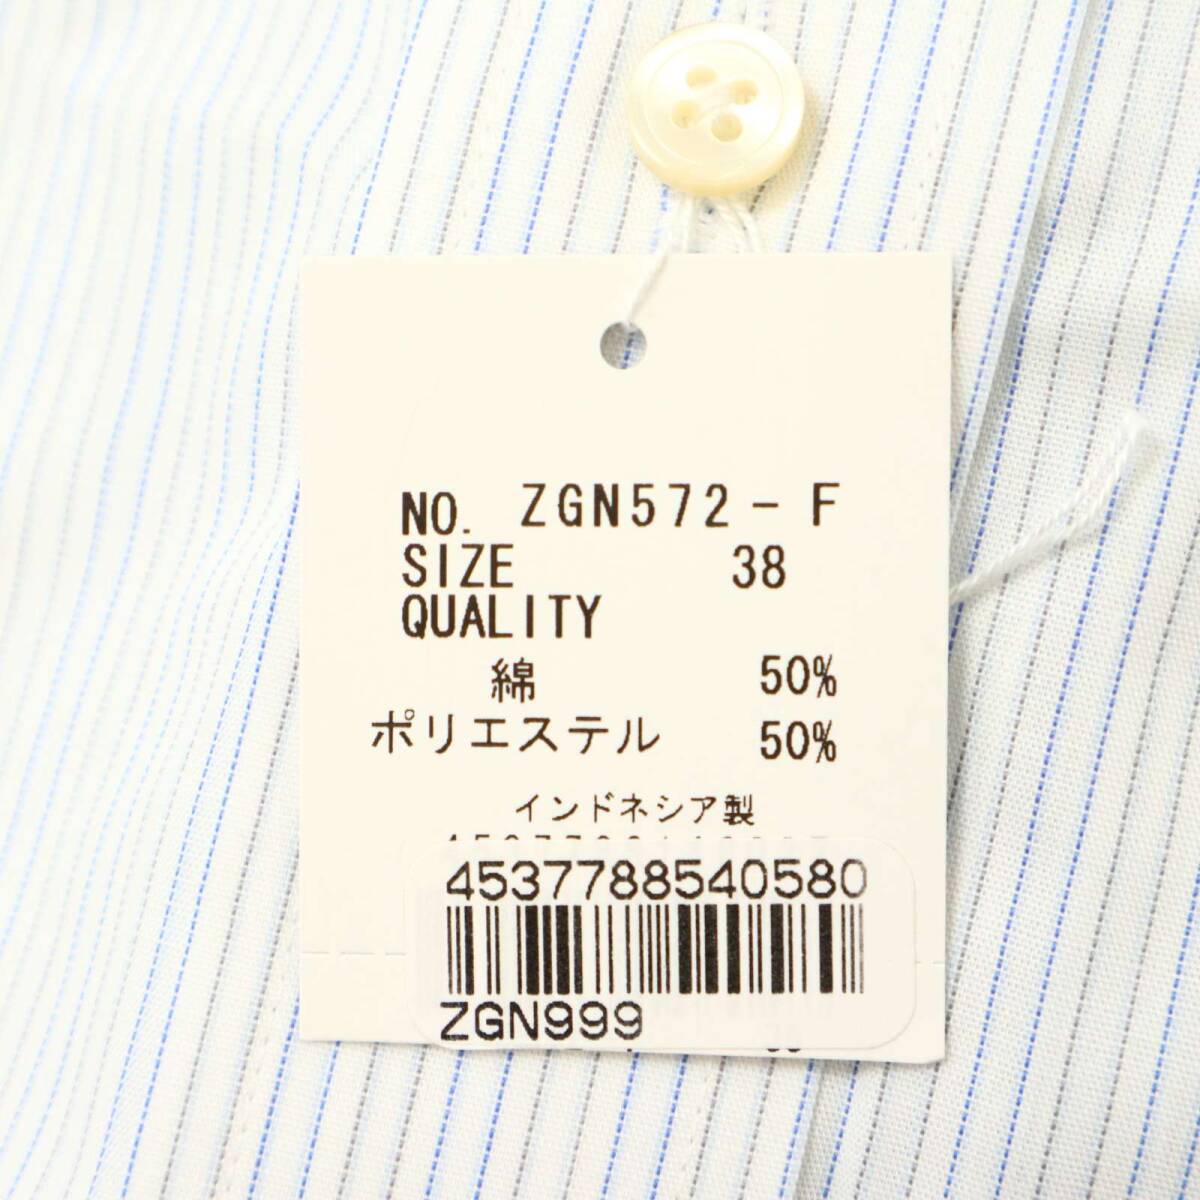 NO. ZGN572-F
SIZE 38
QUALITY
綿 50%
ポリエステル 50%
インドネシア製
4537788540580
ZGN999